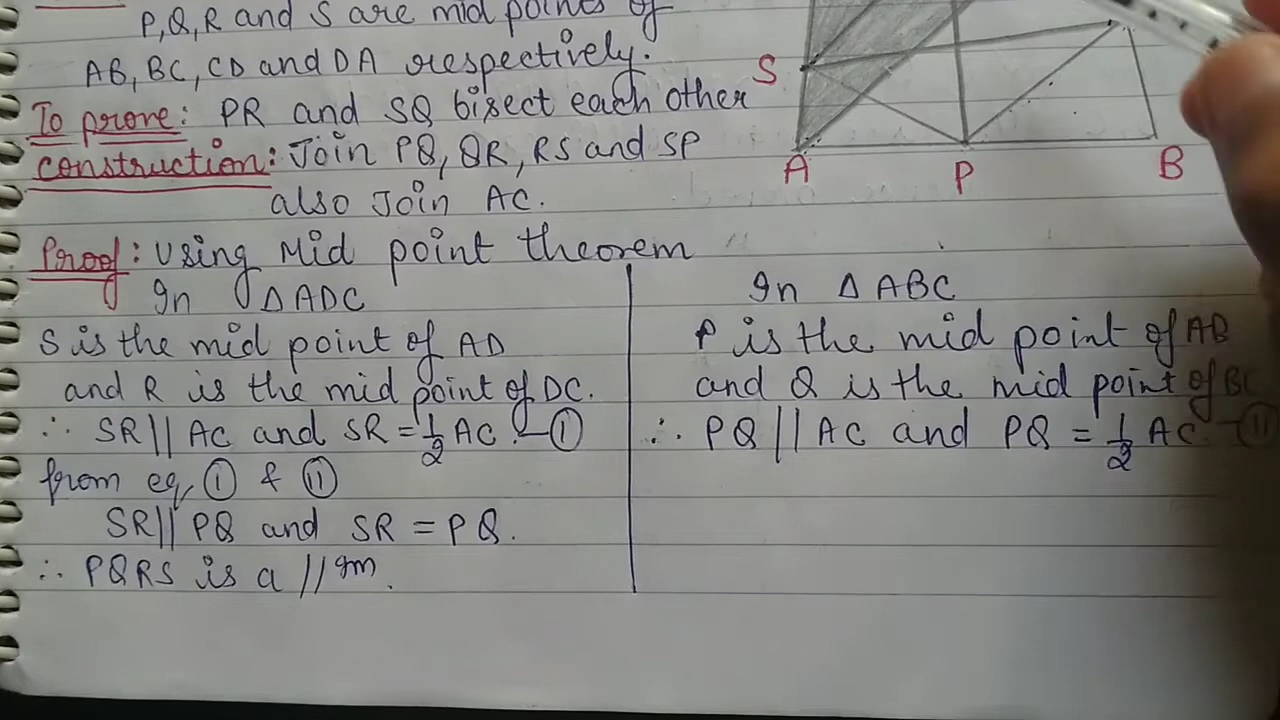 P, Q, R and S are mid points of
AB, BC, CD and DA respectively.
To prove: PR and SQ bisect each other
construction: Join PQ, QR, RS and SP
also Join AC.
S
A
P
B
Proof: Using Mid point theorem
In △ADC
S is the mid point of AD
and R is the mid point of DC.
∴ SR || AC and SR = 1/2 AC. —①
from eq, ① & ⑪
SR || PQ and SR = PQ.
∴ PQRS is a //gm.
In △ ABC
P is the mid point of AB
and Q is the mid point of BC
∴ PQ || AC and PQ = 1/2 AC —⑪